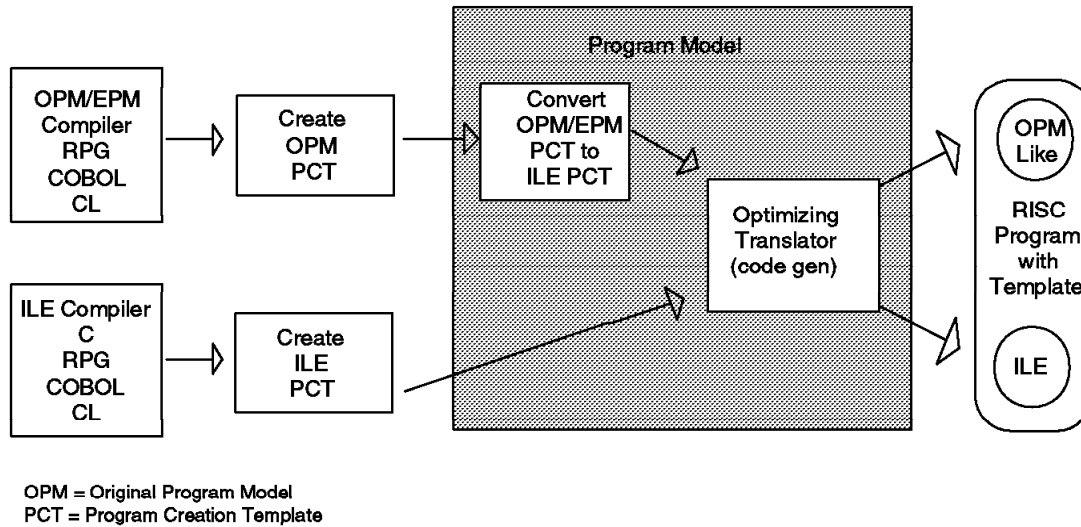 Program Model
OPM/EPM
Compiler
RPG
COBOL
CL
Create
OPM
PCT
Convert
OPM/EPM
PCT to
ILE PCT
Optimizing
Translator
(code gen)
OPM
Like
RISC
Program
with
Template
ILE
ILE Compiler
C
RPG
COBOL
CL
Create
ILE
PCT
OPM = Original Program Model
PCT = Program Creation Template